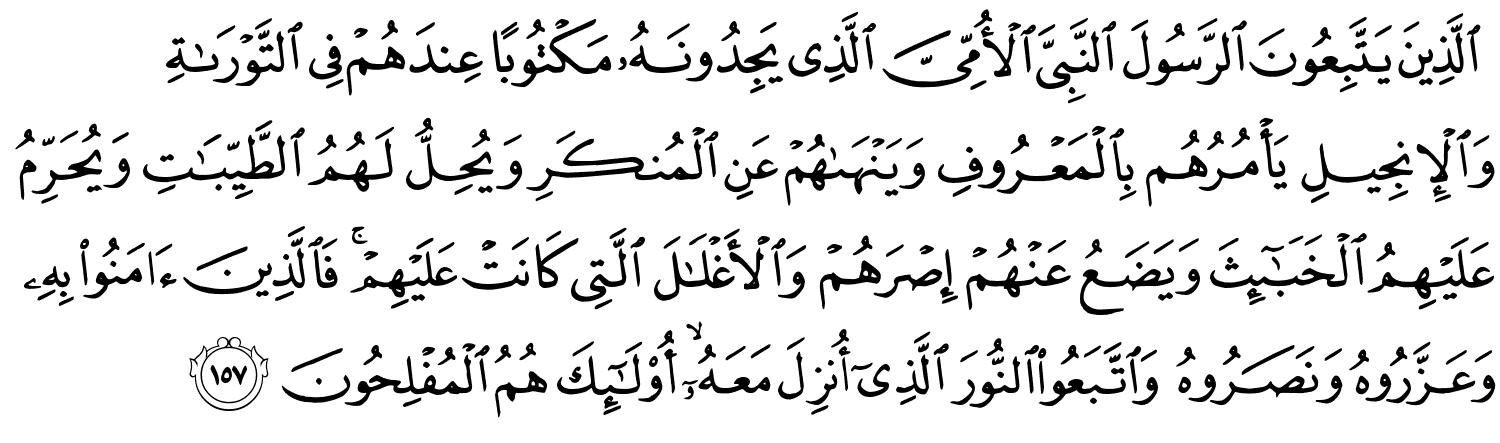 ٱلَّذِينَ يَتَّبِعُونَ ٱلرَّسُولَ ٱلنَّبِىَّ ٱلْأُمِّىَّ ٱلَّذِى يَجِدُونَهُۥ مَكْتُوبًا عِندَهُمْ فِى ٱلتَّوْرَىٰةِ
وَٱلْإِنجِيلِ يَأْمُرُهُم بِٱلْمَعْرُوفِ وَيَنْهَىٰهُمْ عَنِ ٱلْمُنكَرِ وَيُحِلُّ لَهُمُ ٱلطَّيِّبَـٰتِ وَيُحَرِّمُ
عَلَيْهِمُ ٱلْخَبَـٰٓئِثَ وَيَضَعُ عَنْهُمْ إِصْرَهُمْ وَٱلْأَغْلَـٰلَ ٱلَّتِى كَانَتْ عَلَيْهِمْ ۚ فَٱلَّذِينَ ءَامَنُوا۟ بِهِۦ
وَعَزَّرُوهُ وَنَصَرُوهُ وَٱتَّبَعُوا۟ ٱلنُّورَ ٱلَّذِىٓ أُنزِلَ مَعَهُۥٓ ۙ أُو۟لَـٰٓئِكَ هُمُ ٱلْمُفْلِحُونَ ١٥٧